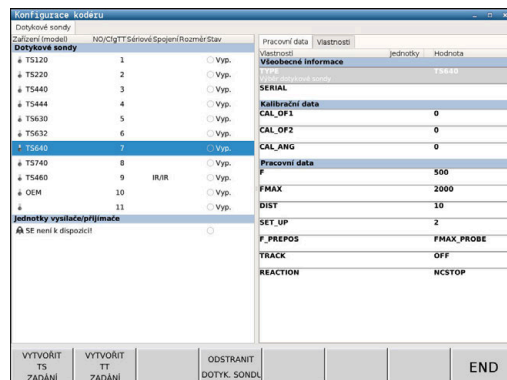 Konfigurace kodéru
Dotykové sondy
Zařízení (model) NO/CfgTT Sériové Spojení Rozměr Stav
Dotykové sondy
TS120 1 Vyp.
TS220 2 Vyp.
TS440 3 Vyp.
TS444 4 Vyp.
TS630 5 Vyp.
TS632 6 Vyp.
TS640 7 Vyp.
TS740 8 Vyp.
TS460 9 IR/IR Vyp.
OEM 10 Vyp.
11 Vyp.
Jednotky vysílače/přijímače
SE není k dispozici!
Pracovní data Vlastnosti
Vlastnosti Jednotky Hodnota
Všeobecné informace
TYPE TS640
Výběr dotykové sondy
SERIAL
Kalibrační data
CAL_OF1 0
CAL_OF2 0
CAL_ANG 0
Pracovní data
F 500
FMAX 2000
DIST 10
SET_UP 2
F_PREPOS FMAX_PROBE
TRACK OFF
REACTION NCSTOP
VYTVOŘIT
TS
ZADÁNÍ
VYTVOŘIT
TT
ZADÁNÍ
ODSTRANIT
DOTYK. SONDU
END